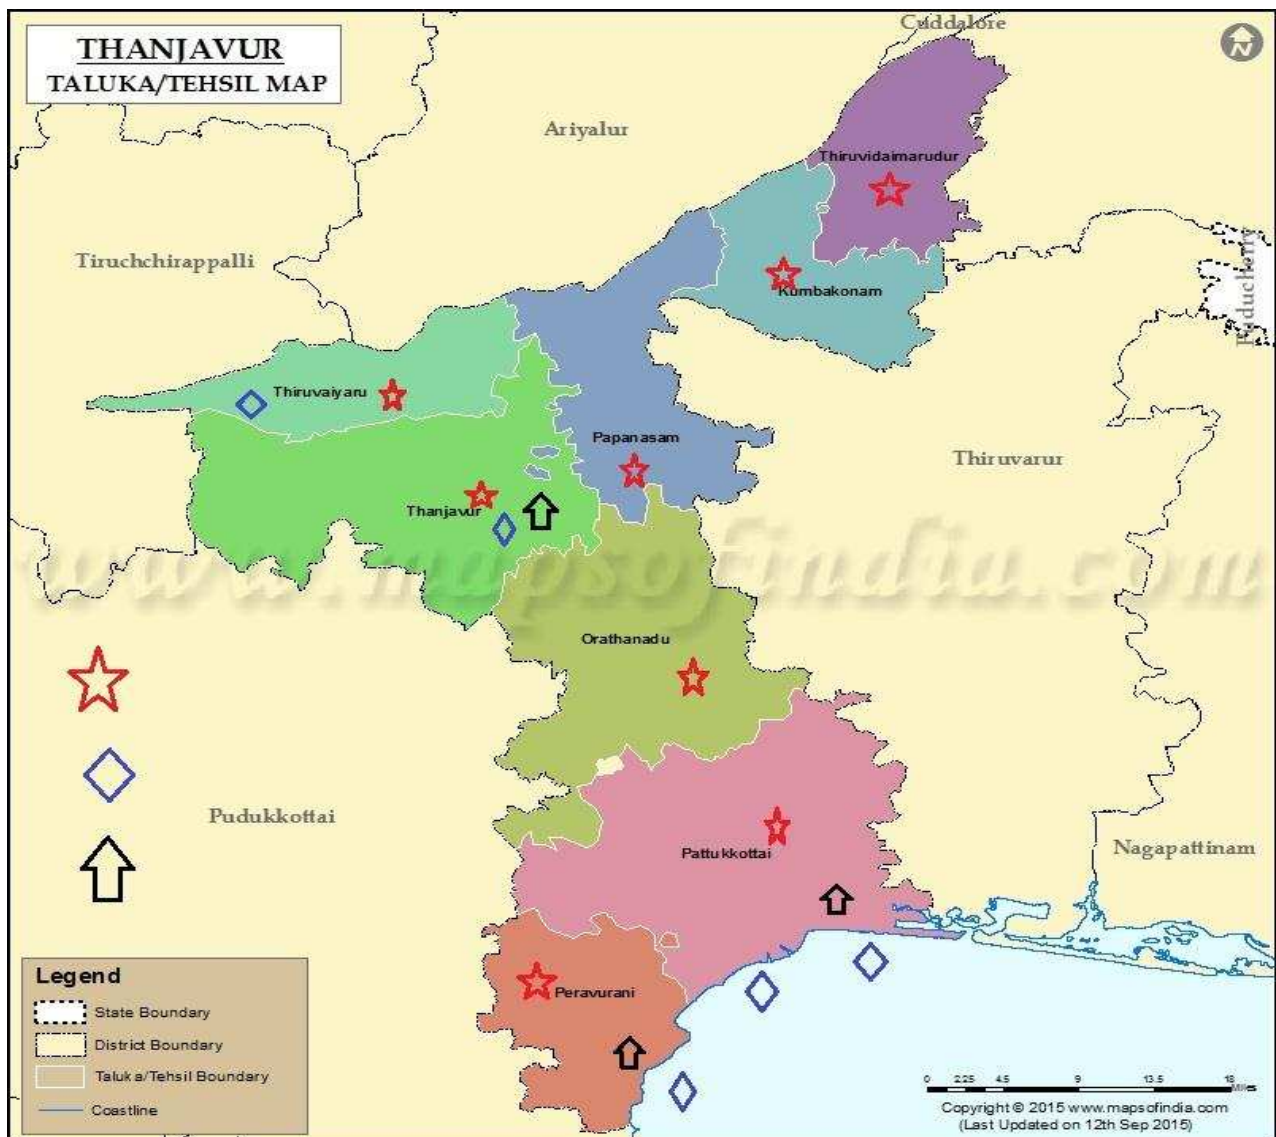 THANJAVUR
TALUKA/TEHSIL MAP
Cuddalore
N
Ariyalur
Thiruvidaimarudur
Tiruchchirappalli
Puducherry
Kumbakonam
Thiruvaiyaru
Papanasam
Thiruvarur
Thanjavur
www.mapsofindia.com
Orathanadu
Pudukkottai
Pattukkottai
Nagapattinam
Peravurani
Legend
State Boundary
District Boundary
Taluka/Tehsil Boundary
Coastline
0 2.25 4.5 9 13.5 18
Miles
Copyright © 2015 www.mapsofindia.com
(Last Updated on 12th Sep 2015)